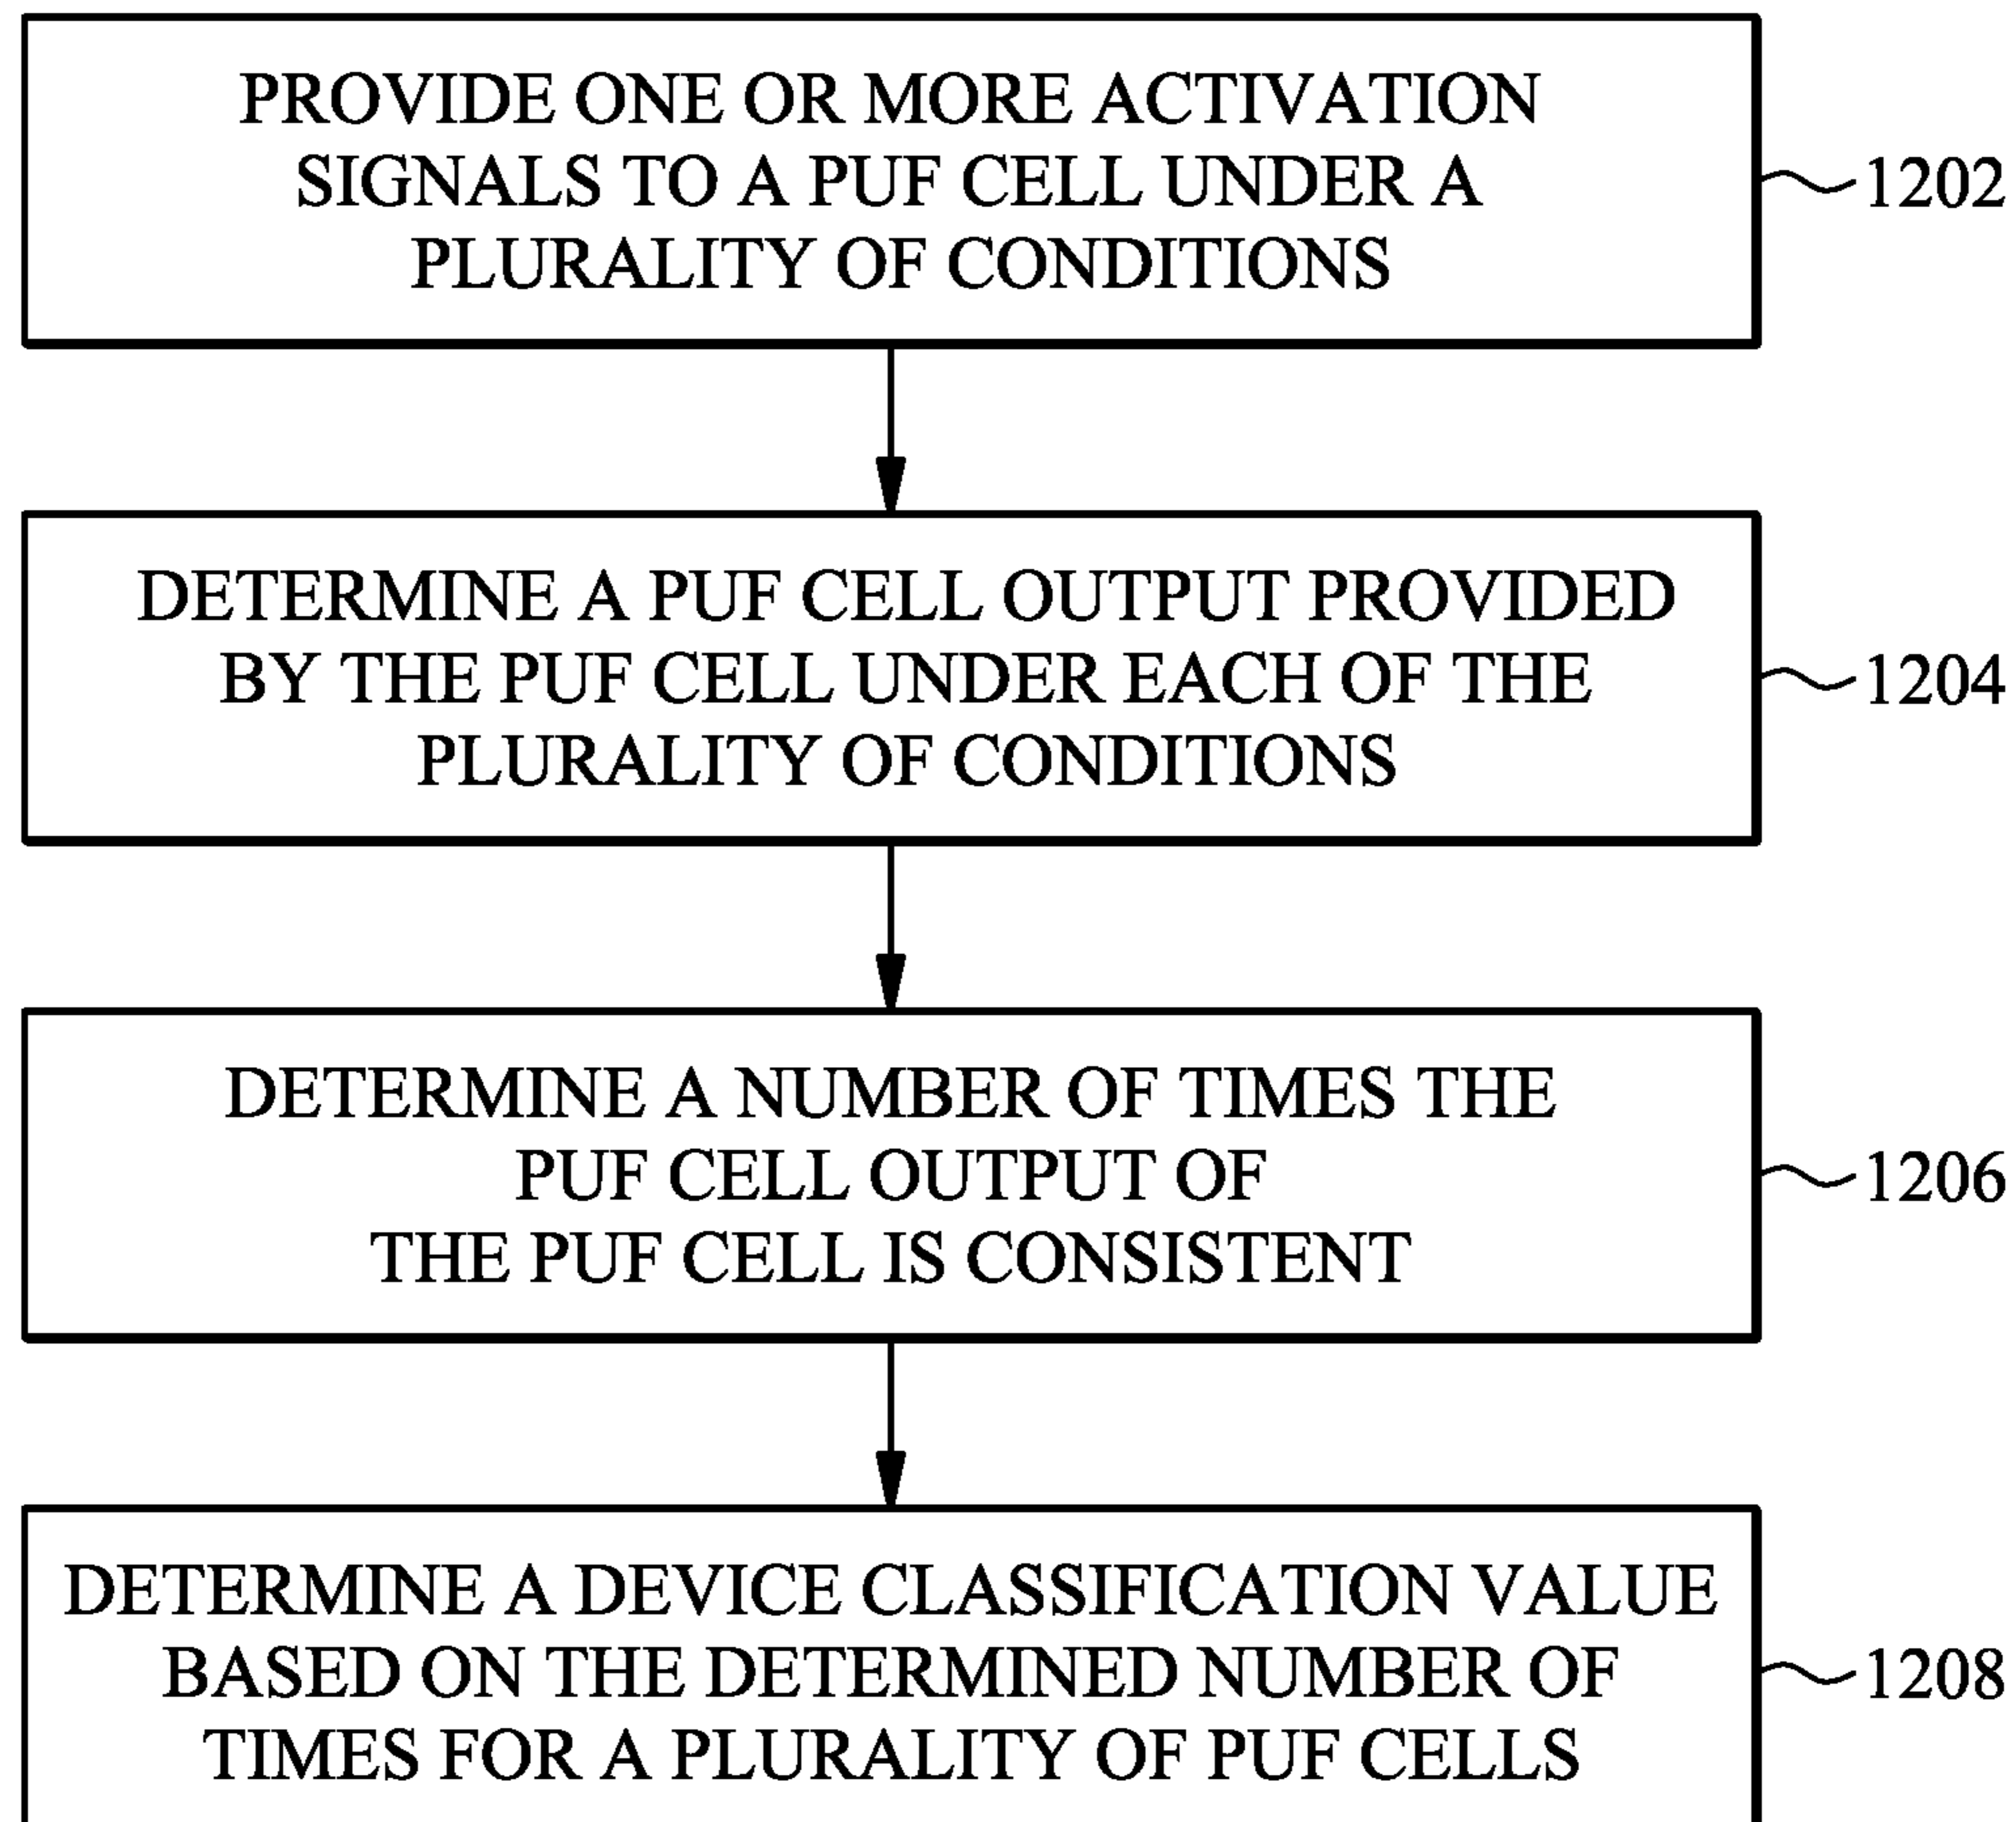 PROVIDE ONE OR MORE ACTIVATION
SIGNALS TO A PUF CELL UNDER A
PLURALITY OF CONDITIONS
1202
DETERMINE A PUF CELL OUTPUT PROVIDED
BY THE PUF CELL UNDER EACH OF THE
PLURALITY OF CONDITIONS
1204
DETERMINE A NUMBER OF TIMES THE
PUF CELL OUTPUT OF
THE PUF CELL IS CONSISTENT
1206
DETERMINE A DEVICE CLASSIFICATION VALUE
BASED ON THE DETERMINED NUMBER OF
TIMES FOR A PLURALITY OF PUF CELLS
1208